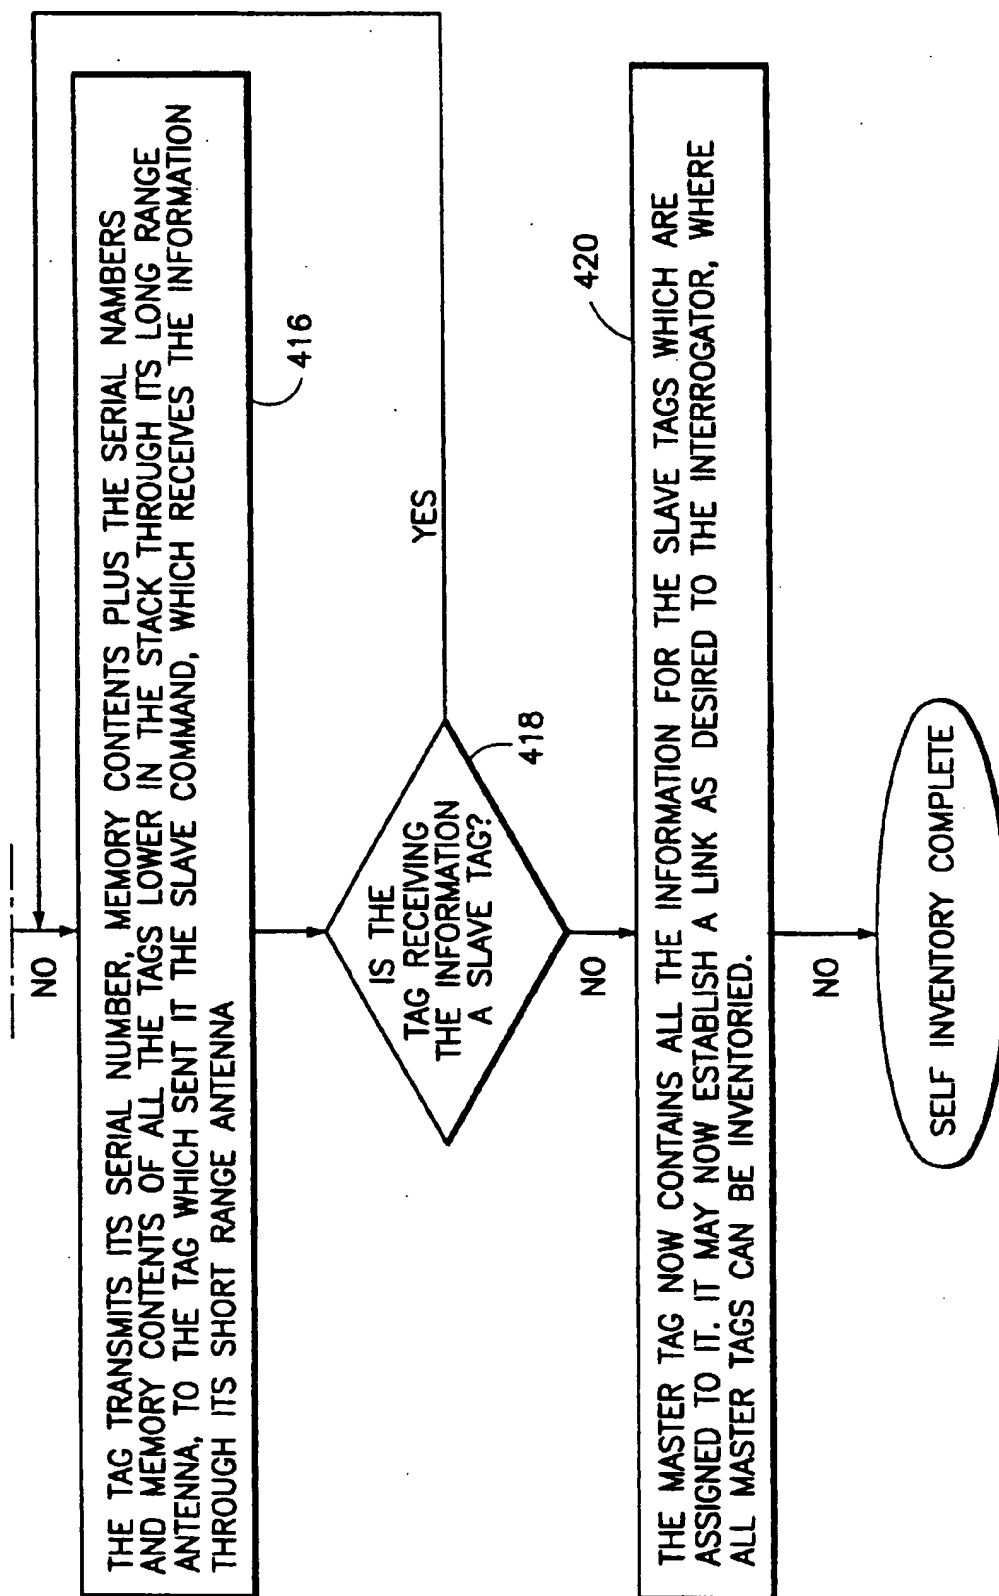 NO
THE TAG TRANSMITS ITS SERIAL NUMBER, MEMORY CONTENTS PLUS THE SERIAL NAMBERS
AND MEMORY CONTENTS OF ALL THE TAGS LOWER IN THE STACK THROUGH ITS LONG RANGE
ANTENNA, TO THE TAG WHICH SENT IT THE SLAVE COMMAND, WHICH RECEIVES THE INFORMATION
THROUGH ITS SHORT RANGE ANTENNA
416
IS THE
TAG RECEIVING
THE INFORMATION
A SLAVE TAG?
418
YES
NO
420
THE MASTER TAG NOW CONTAINS ALL THE INFORMATION FOR THE SLAVE TAGS WHICH ARE
ASSIGNED TO IT. IT MAY NOW ESTABLISH A LINK AS DESIRED TO THE INTERROGATOR, WHERE
ALL MASTER TAGS CAN BE INVENTORIED.
NO
SELF INVENTORY COMPLETE